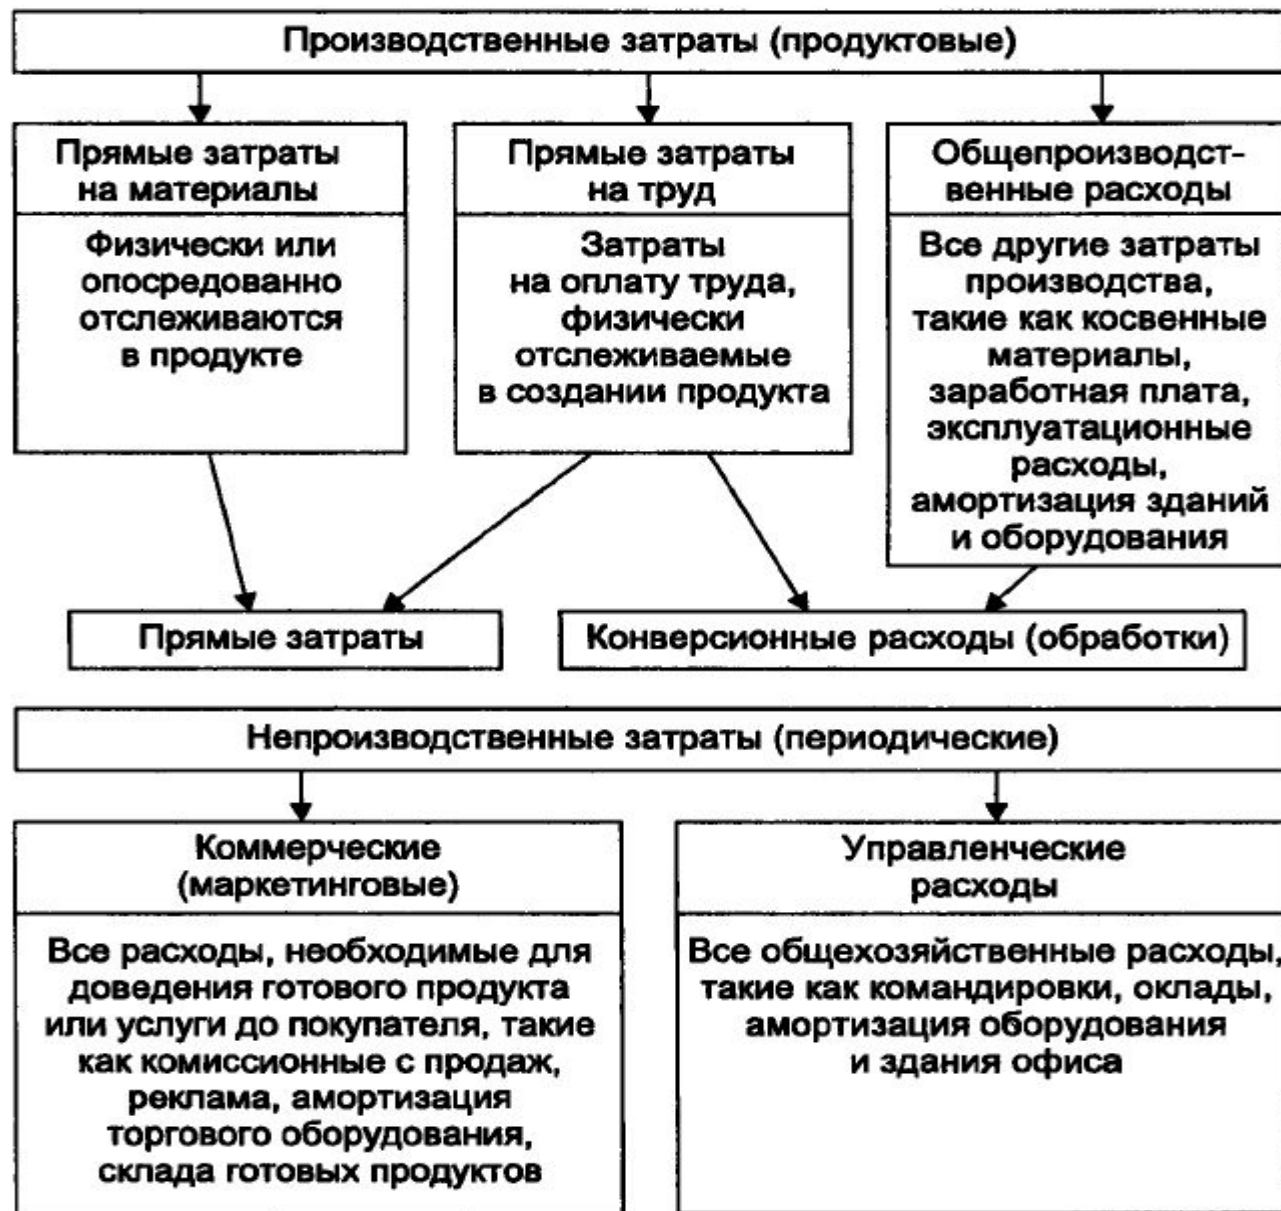 Производственные затраты (продуктовые)
Прямые затраты
на материалы
Физически или
опосредованно
отслеживаются
в продукте
Прямые затраты
на труд
Затраты
на оплату труда,
физически
отслеживаемые
в создании продукта
Общепроизводст-
венные расходы
Все другие затраты
производства,
такие как косвенные
материалы,
заработная плата,
эксплуатационные
расходы,
амортизация зданий
и оборудования
Прямые затраты
Конверсионные расходы (обработки)
Непроизводственные затраты (периодические)
Коммерческие
(маркетинговые)
Все расходы, необходимые для
доведения готового продукта
или услуги до покупателя, такие
как комиссионные с продаж,
реклама, амортизация
торгового оборудования,
склада готовых продуктов
Управленческие
расходы
Все общехозяйственные расходы,
такие как командировки, оклады,
амортизация оборудования
и здания офиса